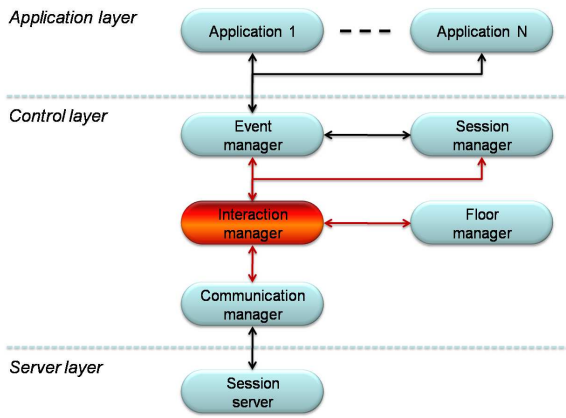 Application layer
Application 1
Application N
Control layer
Event
manager
Session
manager
Interaction
manager
Floor
manager
Communication
manager
Server layer
Session
server